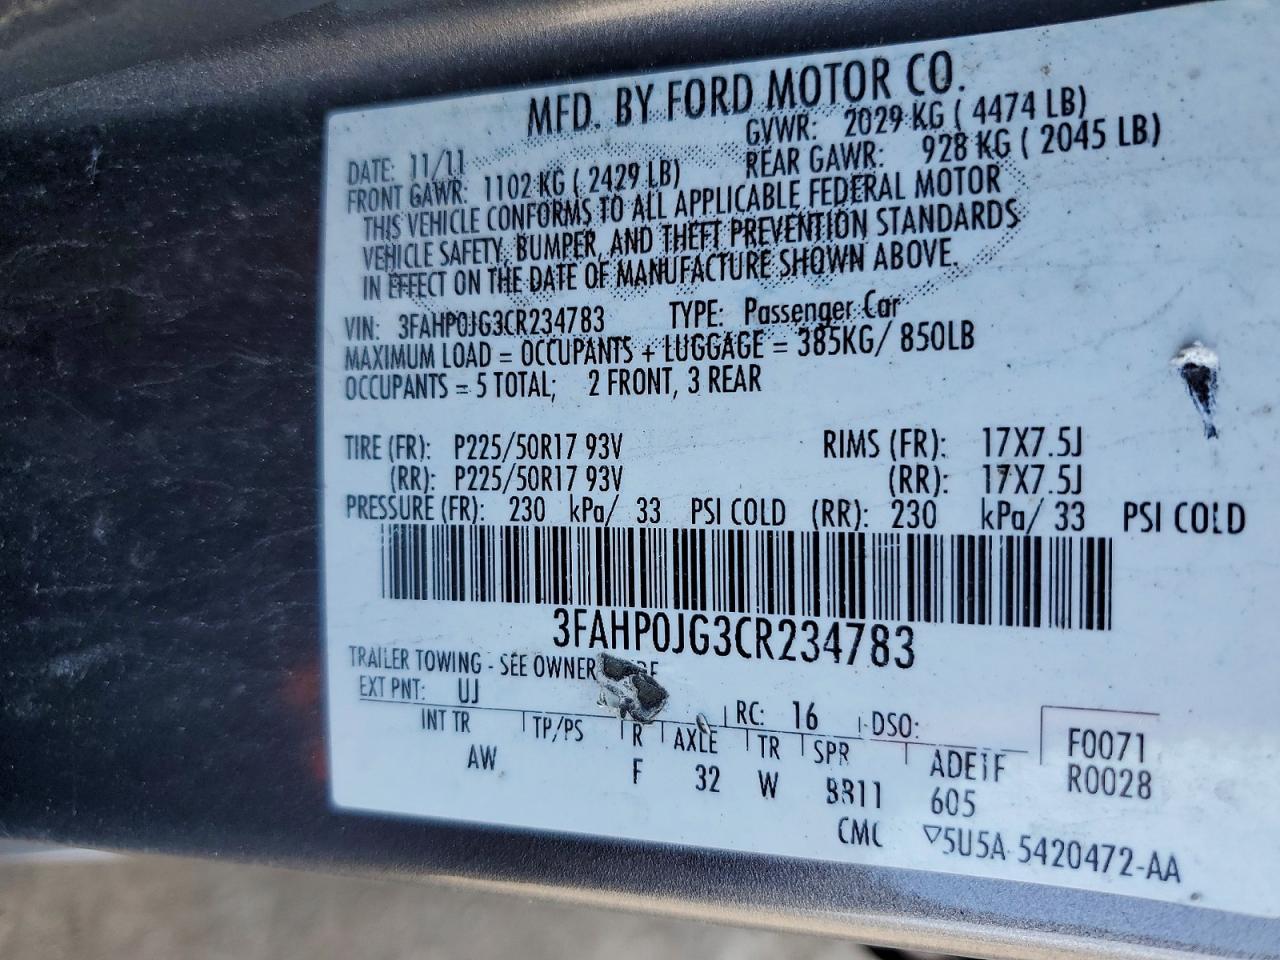 MFD. BY FORD MOTOR CO.
DATE: 11/11 GVWR: 2029 KG ( 4474 LB)
FRONT GAWR: 1102 KG ( 2429 LB) REAR GAWR: 928 KG ( 2045 LB)
THIS VEHICLE CONFORMS TO ALL APPLICABLE FEDERAL MOTOR
VEHICLE SAFETY, BUMPER, AND THEFT PREVENTION STANDARDS
IN EFFECT ON THE DATE OF MANUFACTURE SHOWN ABOVE.
VIN: 3FAHP0JG3CR234783 TYPE: Passenger Car
MAXIMUM LOAD = OCCUPANTS + LUGGAGE = 385KG/ 850LB
OCCUPANTS = 5 TOTAL; 2 FRONT, 3 REAR
TIRE (FR): P225/50R17 93V RIMS (FR): 17X7.5J
(RR): P225/50R17 93V (RR): 17X7.5J
PRESSURE (FR): 230 kPa/ 33 PSI COLD (RR): 230 kPa/ 33 PSI COLD
3FAHP0JG3CR234783
TRAILER TOWING - SEE OWNER
EXT PNT: UJ RC: 16 DSO: F0071
INT TR TP/PS R AXLE TR SPR ADE1F R0028
AW F 32 W BB11 605
CMC ▽5U5A-5420472-AA